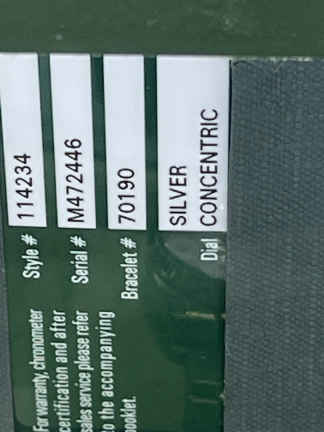 Style # 114234
Serial # M472446
Bracelet # 70190
SILVER
Dial CONCENTRIC
For warranty, chronometer
certification and after
sales service please refer
to the accompanying
booklet.